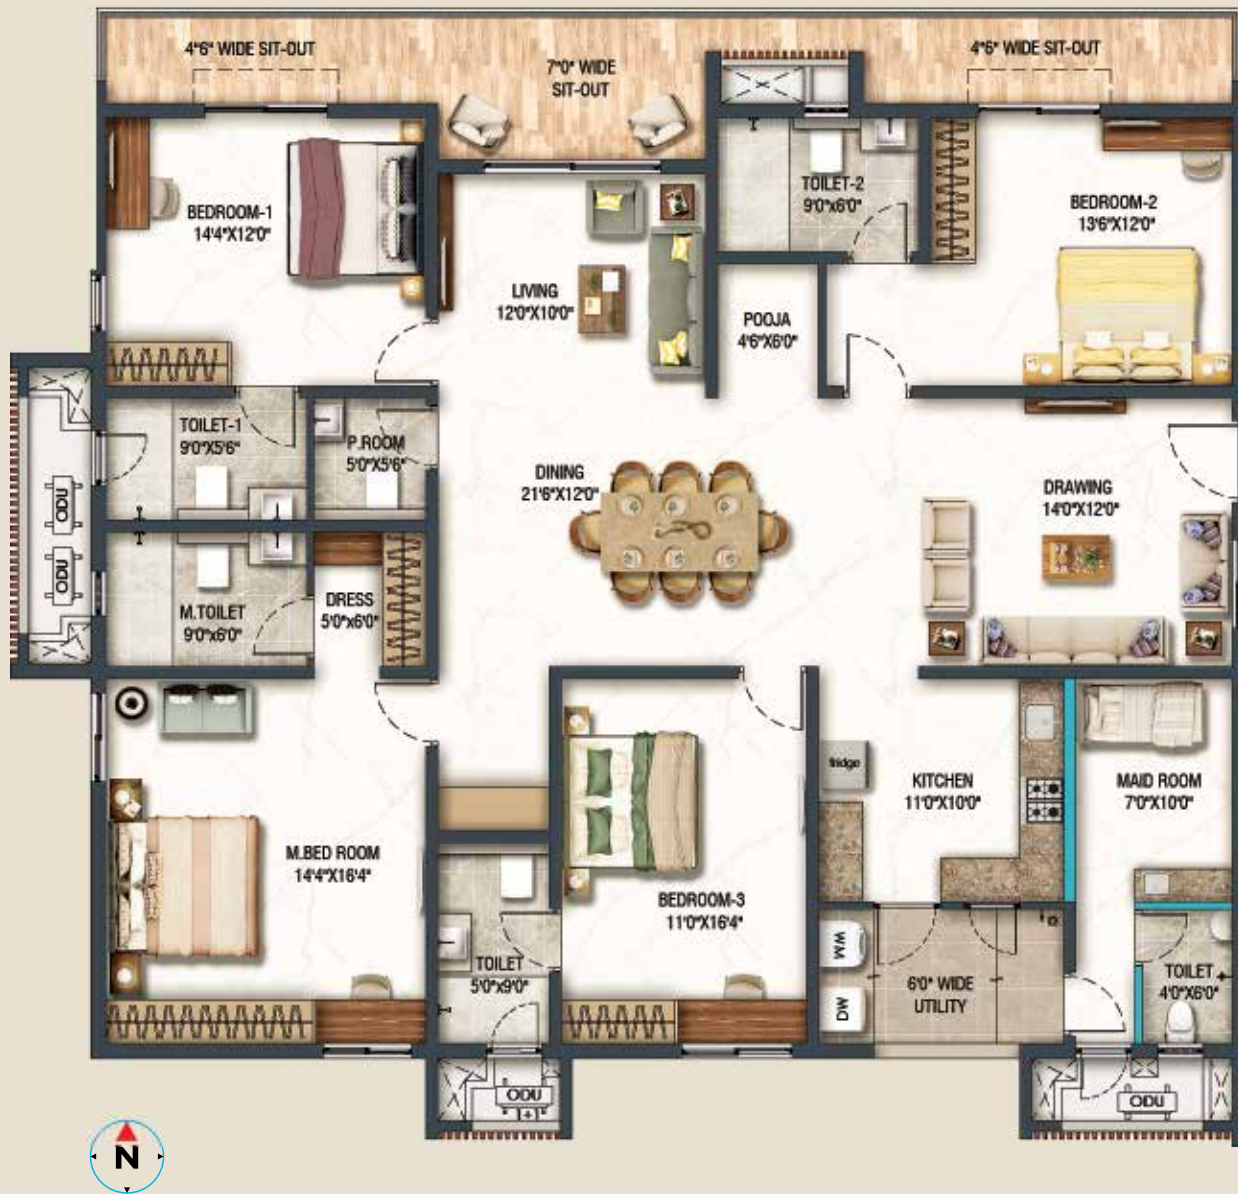 4'6" WIDE SIT-OUT
7'0" WIDE
SIT-OUT
4'6" WIDE SIT-OUT
BEDROOM-1
14'4"X12'0"
LIVING
12'0"X10'0"
TOILET-2
9'0"x6'0"
BEDROOM-2
13'6"X12'0"
POOJA
4'6"X6'0"
TOILET-1
9'0"X5'6"
P.ROOM
5'0"X5'6"
DINING
21'6"X12'0"
DRAWING
14'0"X12'0"
ODU
ODU
M.TOILET
9'0"x6'0"
DRESS
5'0"x6'0"
fridge
KITCHEN
11'0"X10'0"
MAID ROOM
7'0"X10'0"
M.BED ROOM
14'4"X16'4"
BEDROOM-3
11'0"X16'4"
WM
DW
TOILET
5'0"x9'0"
6'0" WIDE
UTILITY
TOILET
4'0"X6'0"
ODU
ODU
N